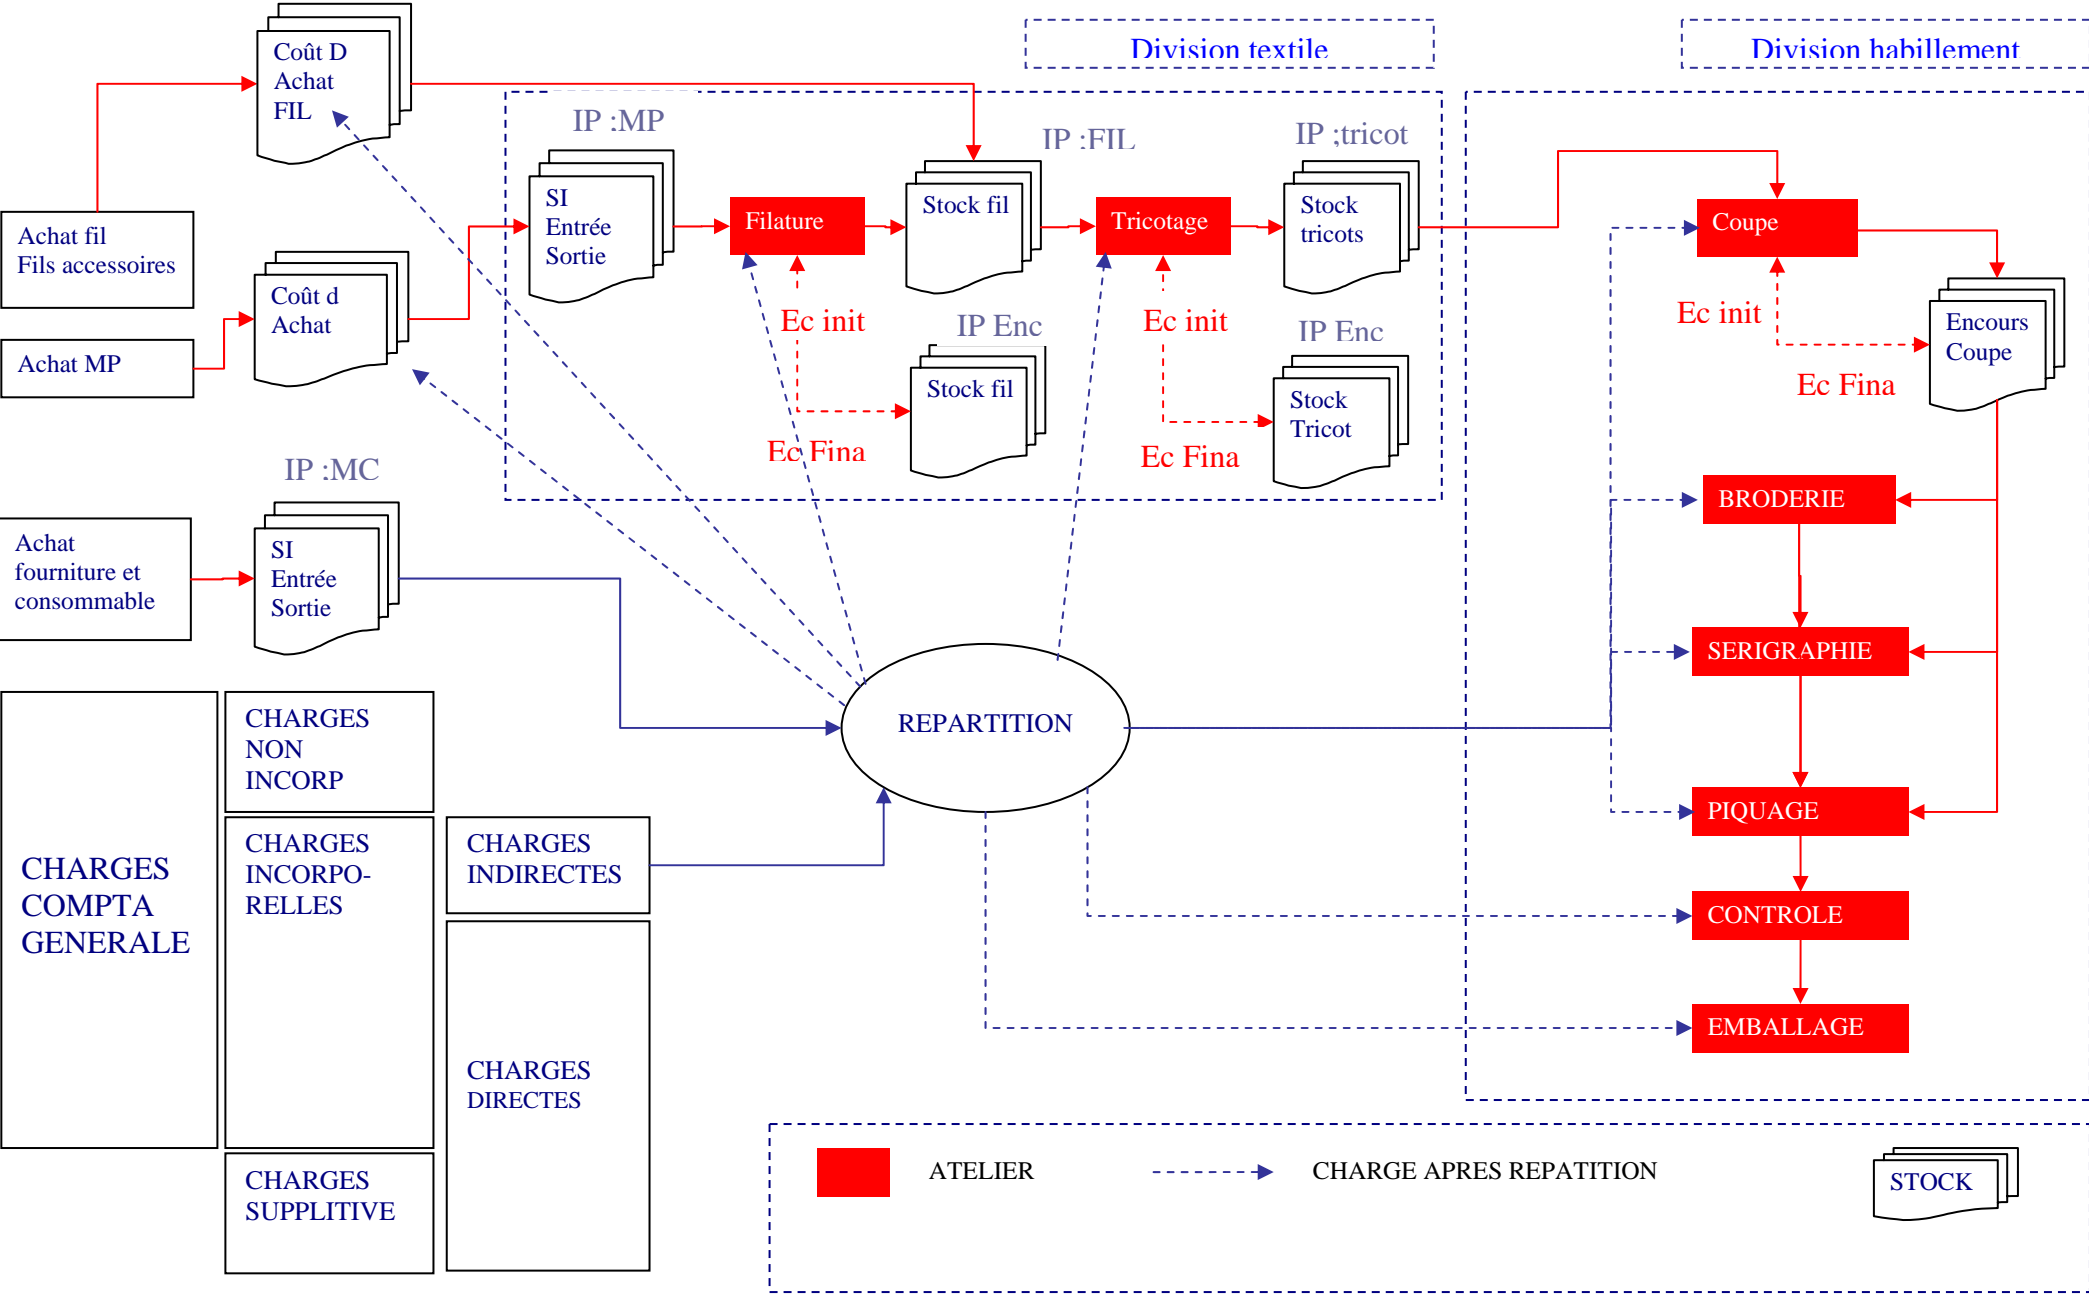 Division textile
Division habillement
Coût D
Achat
FIL
IP :MP
IP :FIL
IP ;tricot
Achat fil
Fils accessoires
SI
Entrée
Sortie
Filature
Stock fil
Tricotage
Stock
tricots
Coupe
Coût d
Achat
Achat MP
Ec init
IP Enc
Stock fil
Ec Fina
Ec init
IP Enc
Stock
Tricot
Ec Fina
Ec init
Encours
Coupe
Ec Fina
IP :MC
Achat
fourniture et
consommable
SI
Entrée
Sortie
BRODERIE
SERIGRAPHIE
REPARTITION
PIQUAGE
CONTROLE
EMBALLAGE
CHARGES
COMPTA
GENERALE
CHARGES
NON
INCORP
CHARGES
INCORPO-
RELLES
CHARGES
SUPPLITIVE
CHARGES
INDIRECTES
CHARGES
DIRECTES
ATELIER
CHARGE APRES REPATITION
STOCK